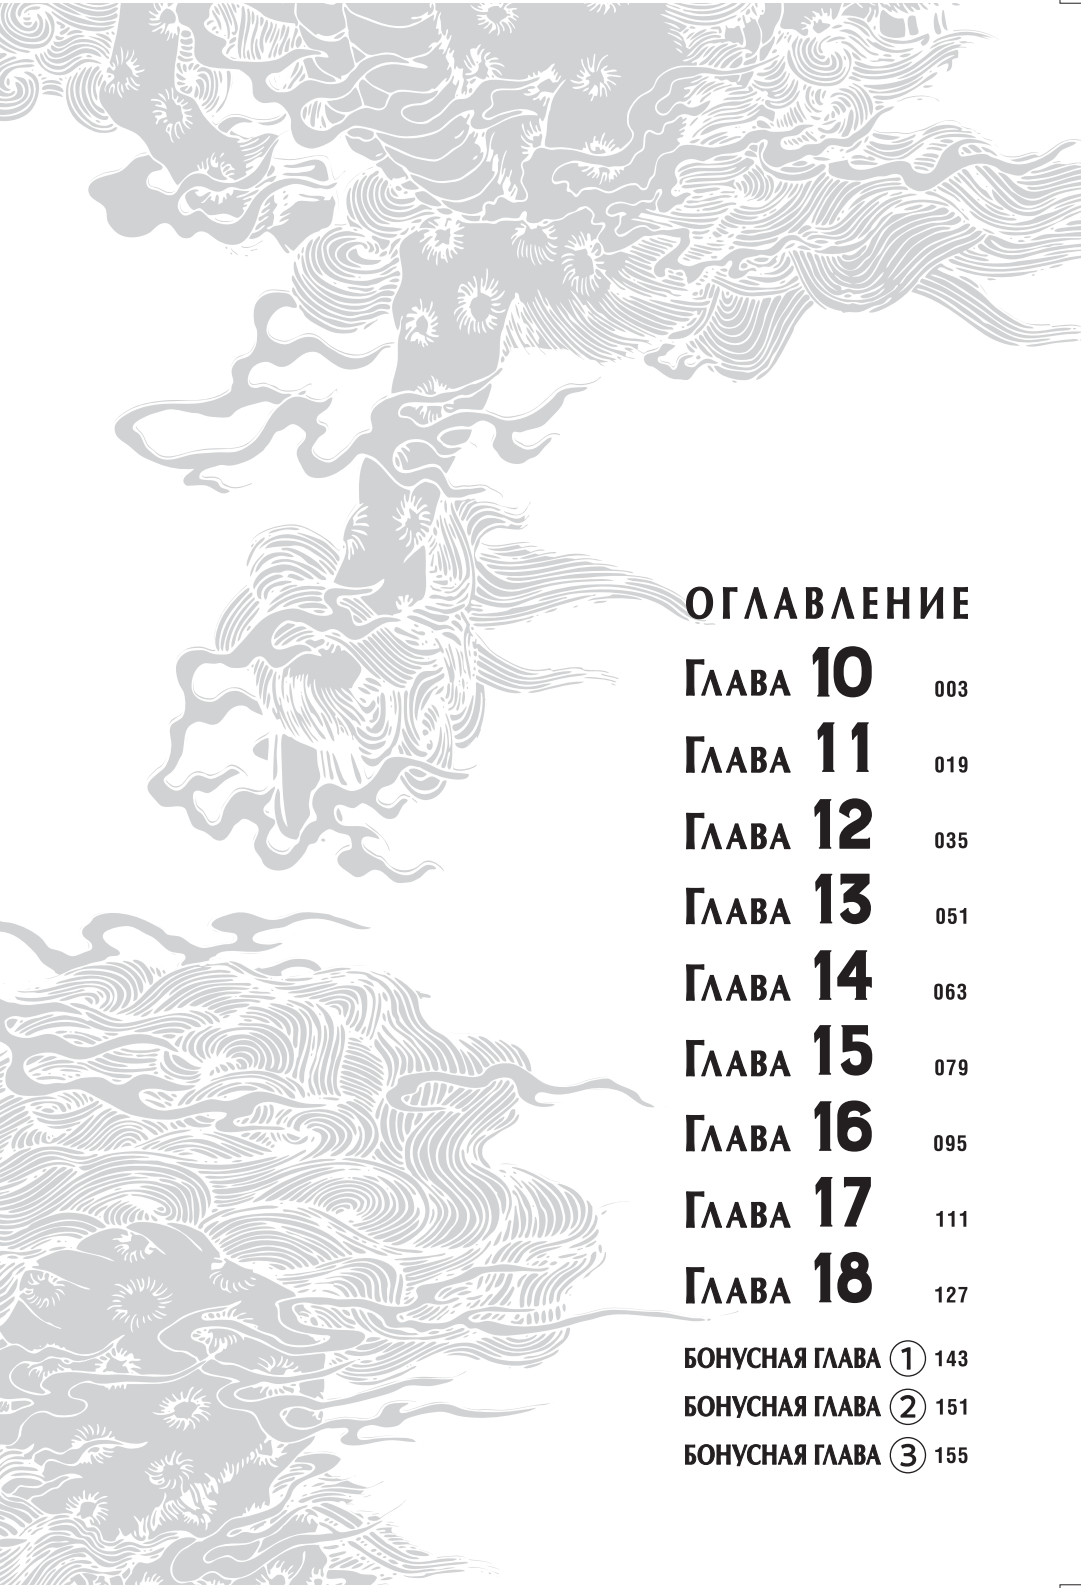 ОГЛАВЛЕНИЕ
Глава 10 003
Глава 11 019
Глава 12 035
Глава 13 051
Глава 14 063
Глава 15 079
Глава 16 095
Глава 17 111
Глава 18 127
БОНУСНАЯ ГЛАВА 1 143
БОНУСНАЯ ГЛАВА 2 151
БОНУСНАЯ ГЛАВА 3 155